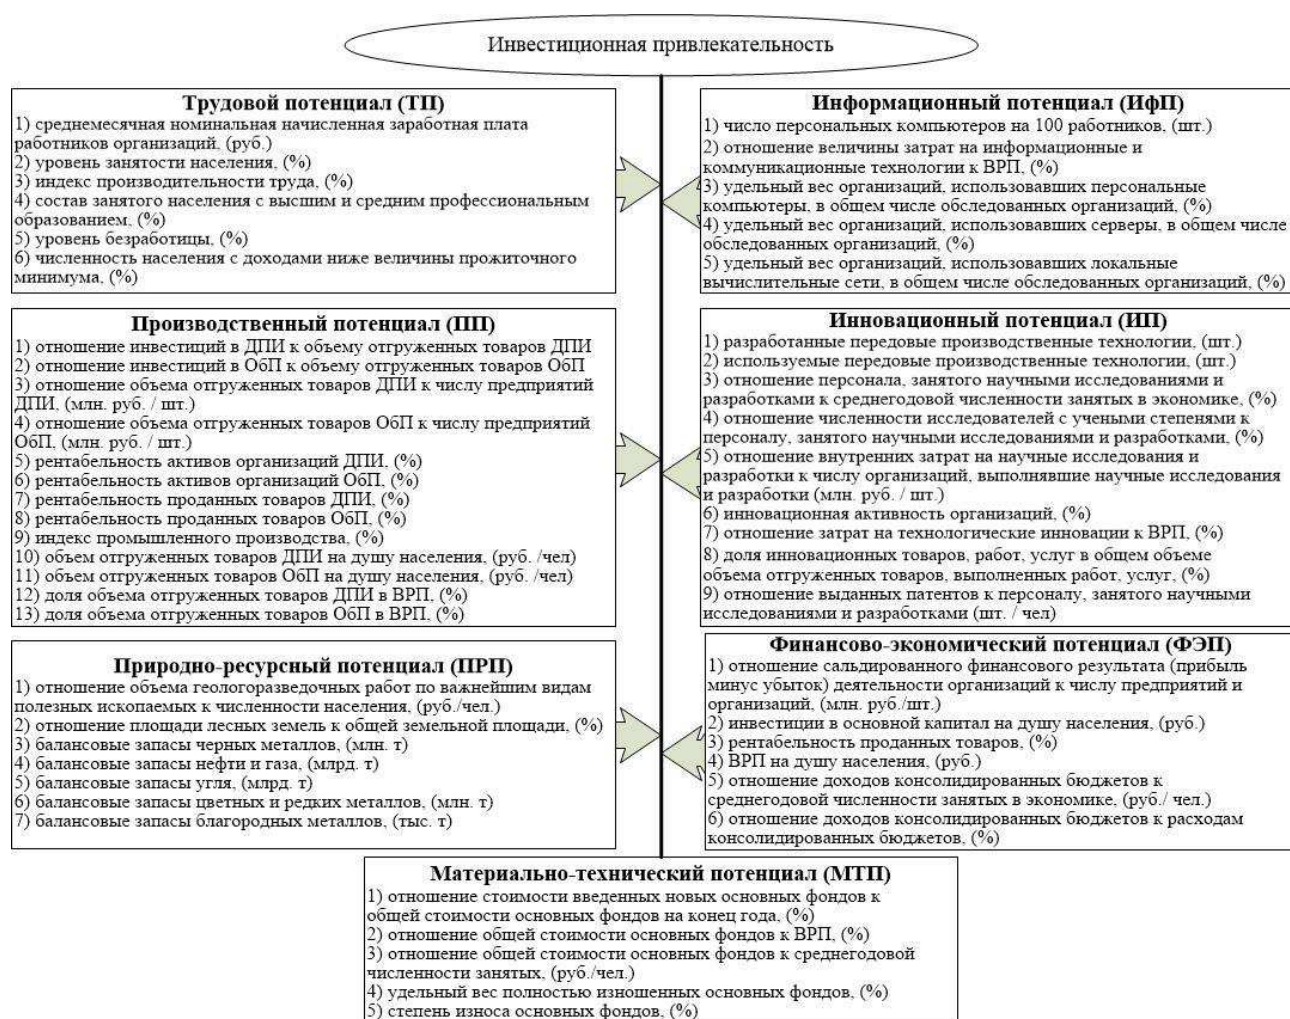 Инвестиционная привлекательность
Трудовой потенциал (ТП)
1) среднемесячная номинальная начисленная заработная плата
работников организаций, (руб.)
2) уровень занятости населения, (%)
3) индекс производительности труда, (%)
4) состав занятого населения с высшим и средним профессиональным
образованием, (%)
5) уровень безработицы, (%)
6) численность населения с доходами ниже величины прожиточного
минимума, (%)
Информационный потенциал (ИфП)
1) число персональных компьютеров на 100 работников, (шт.)
2) отношение величины затрат на информационные и
коммуникационные технологии к ВРП, (%)
3) удельный вес организаций, использовавших персональные
компьютеры, в общем числе обследованных организаций, (%)
4) удельный вес организаций, использовавших серверы, в общем числе
обследованных организаций, (%)
5) удельный вес организаций, использовавших локальные
вычислительные сети, в общем числе обследованных организаций, (%)
Производственный потенциал (ПП)
1) отношение инвестиций в ДПИ к объему отгруженных товаров ДПИ
2) отношение инвестиций в ОбП к объему отгруженных товаров ОбП
3) отношение объема отгруженных товаров ДПИ к числу предприятий
ДПИ, (млн. руб. / шт.)
4) отношение объема отгруженных товаров ОбП к числу предприятий
ОбП, (млн. руб. / шт.)
5) рентабельность активов организаций ДПИ, (%)
6) рентабельность активов организаций ОбП, (%)
7) рентабельность проданных товаров ДПИ, (%)
8) рентабельность проданных товаров ОбП, (%)
9) индекс промышленного производства, (%)
10) объем отгруженных товаров ДПИ на душу населения, (руб. /чел)
11) объем отгруженных товаров ОбП на душу населения, (руб. /чел)
12) доля объема отгруженных товаров ДПИ в ВРП, (%)
13) доля объема отгруженных товаров ОбП в ВРП, (%)
Инновационный потенциал (ИП)
1) разработанные передовые производственные технологии, (шт.)
2) используемые передовые производственные технологии, (шт.)
3) отношение персонала, занятого научными исследованиями и
разработками к среднегодовой численности занятых в экономике, (%)
4) отношение численности исследователей с учеными степенями к
персоналу, занятого научными исследованиями и разработками, (%)
5) отношение внутренних затрат на научные исследования и
разработки к числу организаций, выполнявшие научные исследования
и разработки (млн. руб. / шт.)
6) инновационная активность организаций, (%)
7) отношение затрат на технологические инновации к ВРП, (%)
8) доля инновационных товаров, работ, услуг в общем объеме
объема отгруженных товаров, выполненных работ, услуг, (%)
9) отношение выданных патентов к персоналу, занятого научными
исследованиями и разработками (шт. / чел)
Природно-ресурсный потенциал (ПРП)
1) отношение объема геологоразведочных работ по важнейшим видам
полезных ископаемых к численности населения, (руб./чел.)
2) отношение площади лесных земель к общей земельной площади, (%)
3) балансовые запасы черных металлов, (млн. т)
4) балансовые запасы нефти и газа, (млрд. т)
5) балансовые запасы угля, (млрд. т)
6) балансовые запасы цветных и редких металлов, (млн. т)
7) балансовые запасы благородных металлов, (тыс. т)
Финансово-экономический потенциал (ФЭП)
1) отношение сальдированного финансового результата (прибыль
минус убыток) деятельности организаций к числу предприятий и
организаций, (млн. руб./шт.)
2) инвестиции в основной капитал на душу населения, (руб.)
3) рентабельность проданных товаров, (%)
4) ВРП на душу населения, (руб.)
5) отношение доходов консолидированных бюджетов к
среднегодовой численности занятых в экономике, (руб./ чел.)
6) отношение доходов консолидированных бюджетов к расходам
консолидированных бюджетов, (%)
Материально-технический потенциал (МТП)
1) отношение стоимости введенных новых основных фондов к
общей стоимости основных фондов на конец года, (%)
2) отношение общей стоимости основных фондов к ВРП, (%)
3) отношение общей стоимости основных фондов к среднегодовой
численности занятых, (руб./чел.)
4) удельный вес полностью изношенных основных фондов, (%)
5) степень износа основных фондов, (%)